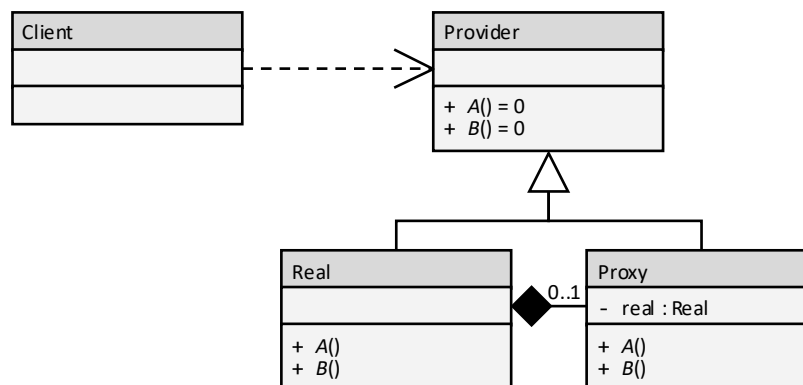 Client
Provider
+ A() = 0
+ B() = 0
Real
0..1
Proxy
- real : Real
+ A()
+ B()
+ A()
+ B()